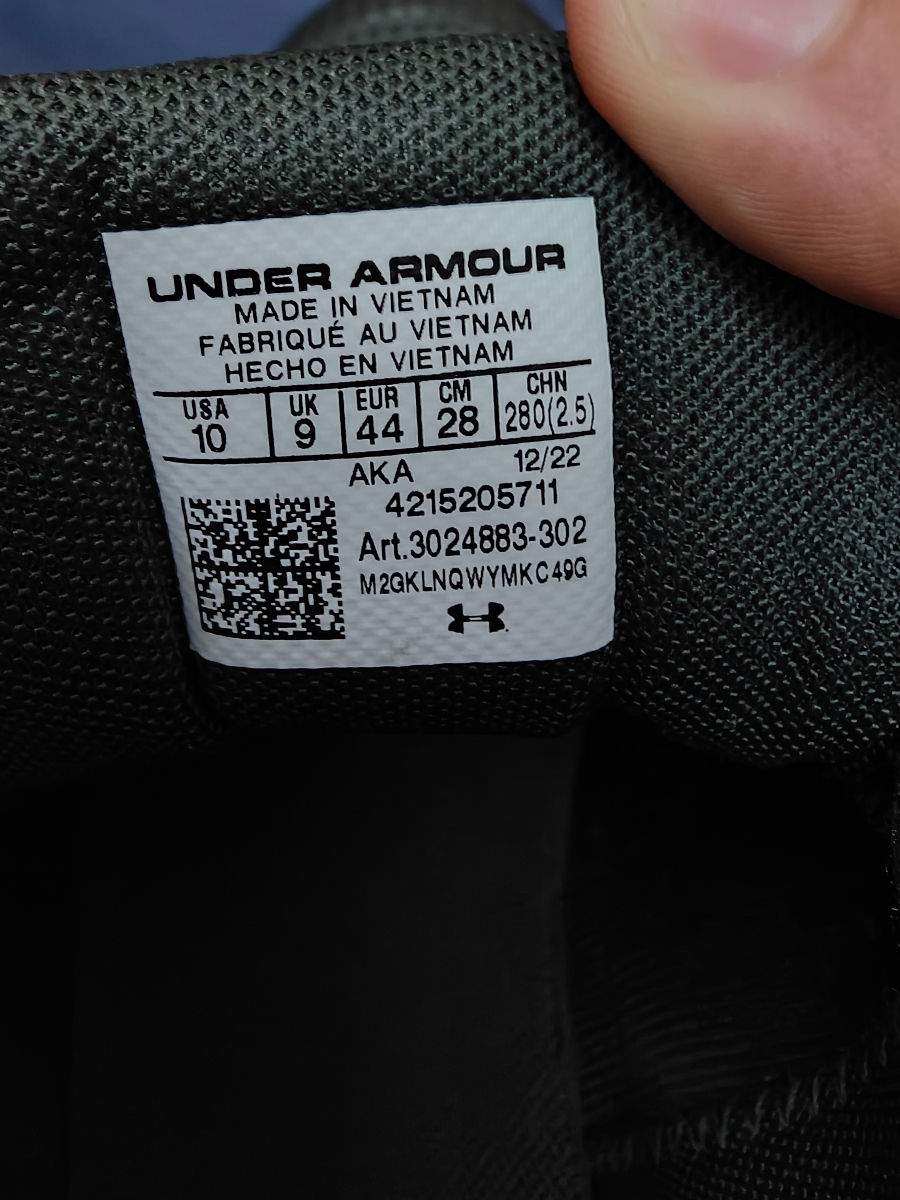 UNDER ARMOUR
MADE IN VIETNAM
FABRIQUÉ AU VIETNAM
HECHO EN VIETNAM
USA UK EUR CM CHN
10 9 44 28 280(2.5)
AKA 12/22
4215205711
Art.3024883-302
M2GKLNQWYMKC49G